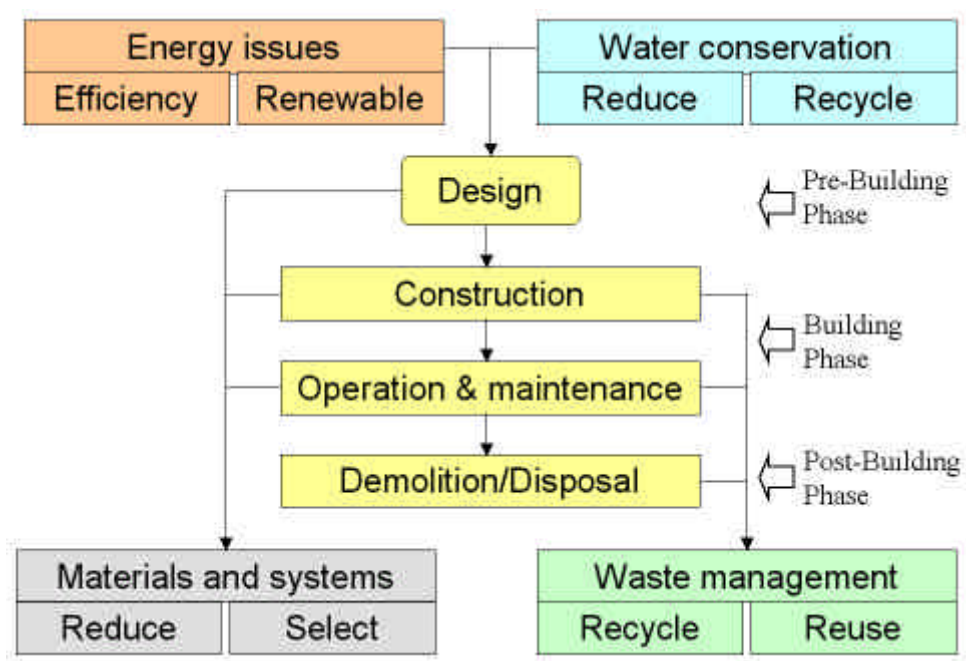 Energy issues
Water conservation
Efficiency
Renewable
Reduce
Recycle
Design
Pre-Building
Phase
Construction
Building
Phase
Operation & maintenance
Demolition/Disposal
Post-Building
Phase
Materials and systems
Waste management
Reduce
Select
Recycle
Reuse